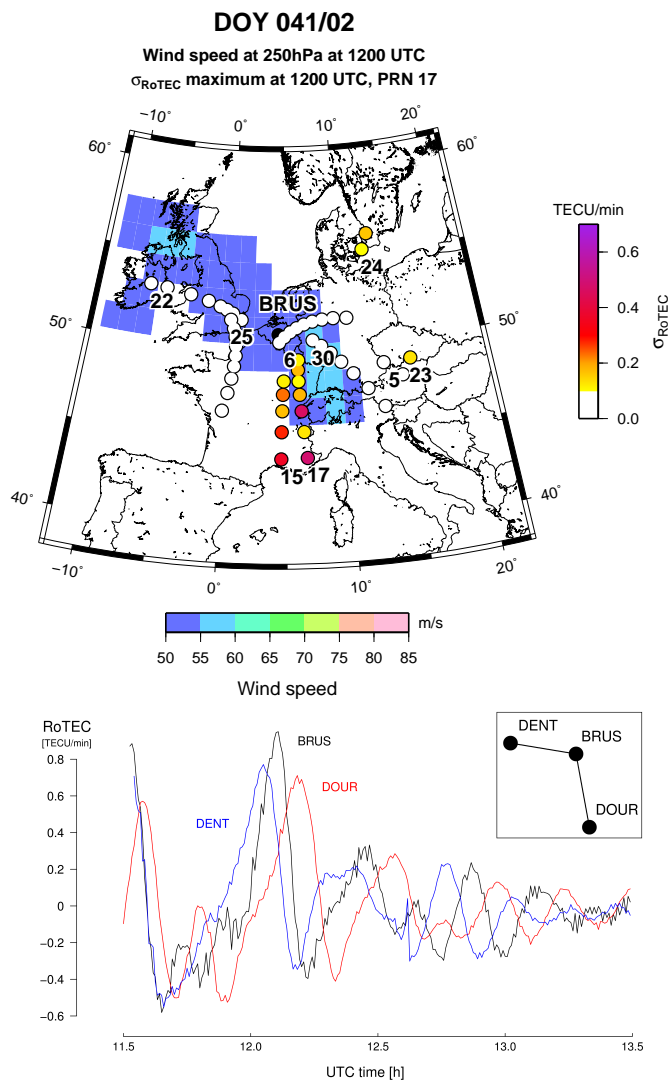 DOY 041/02
Wind speed at 250hPa at 1200 UTC
σRoTEC maximum at 1200 UTC, PRN 17
−10° 0° 10° 20°
60° 60°
TECU/min
0.6
0.4
0.2
0.0
σRoTEC
24
22
BRUS
50° 50°
25
6 30
5 23
15 17
40° 40°
−10° 0° 10° 20°
m/s
50 55 60 65 70 75 80 85
Wind speed
RoTEC
[TECU/min]
BRUS
DENT
DOUR
DENT
BRUS
DOUR
0.8
0.6
0.4
0.2
0
−0.2
−0.4
−0.6
11.5 12.0 12.5 13.0 13.5
UTC time [h]